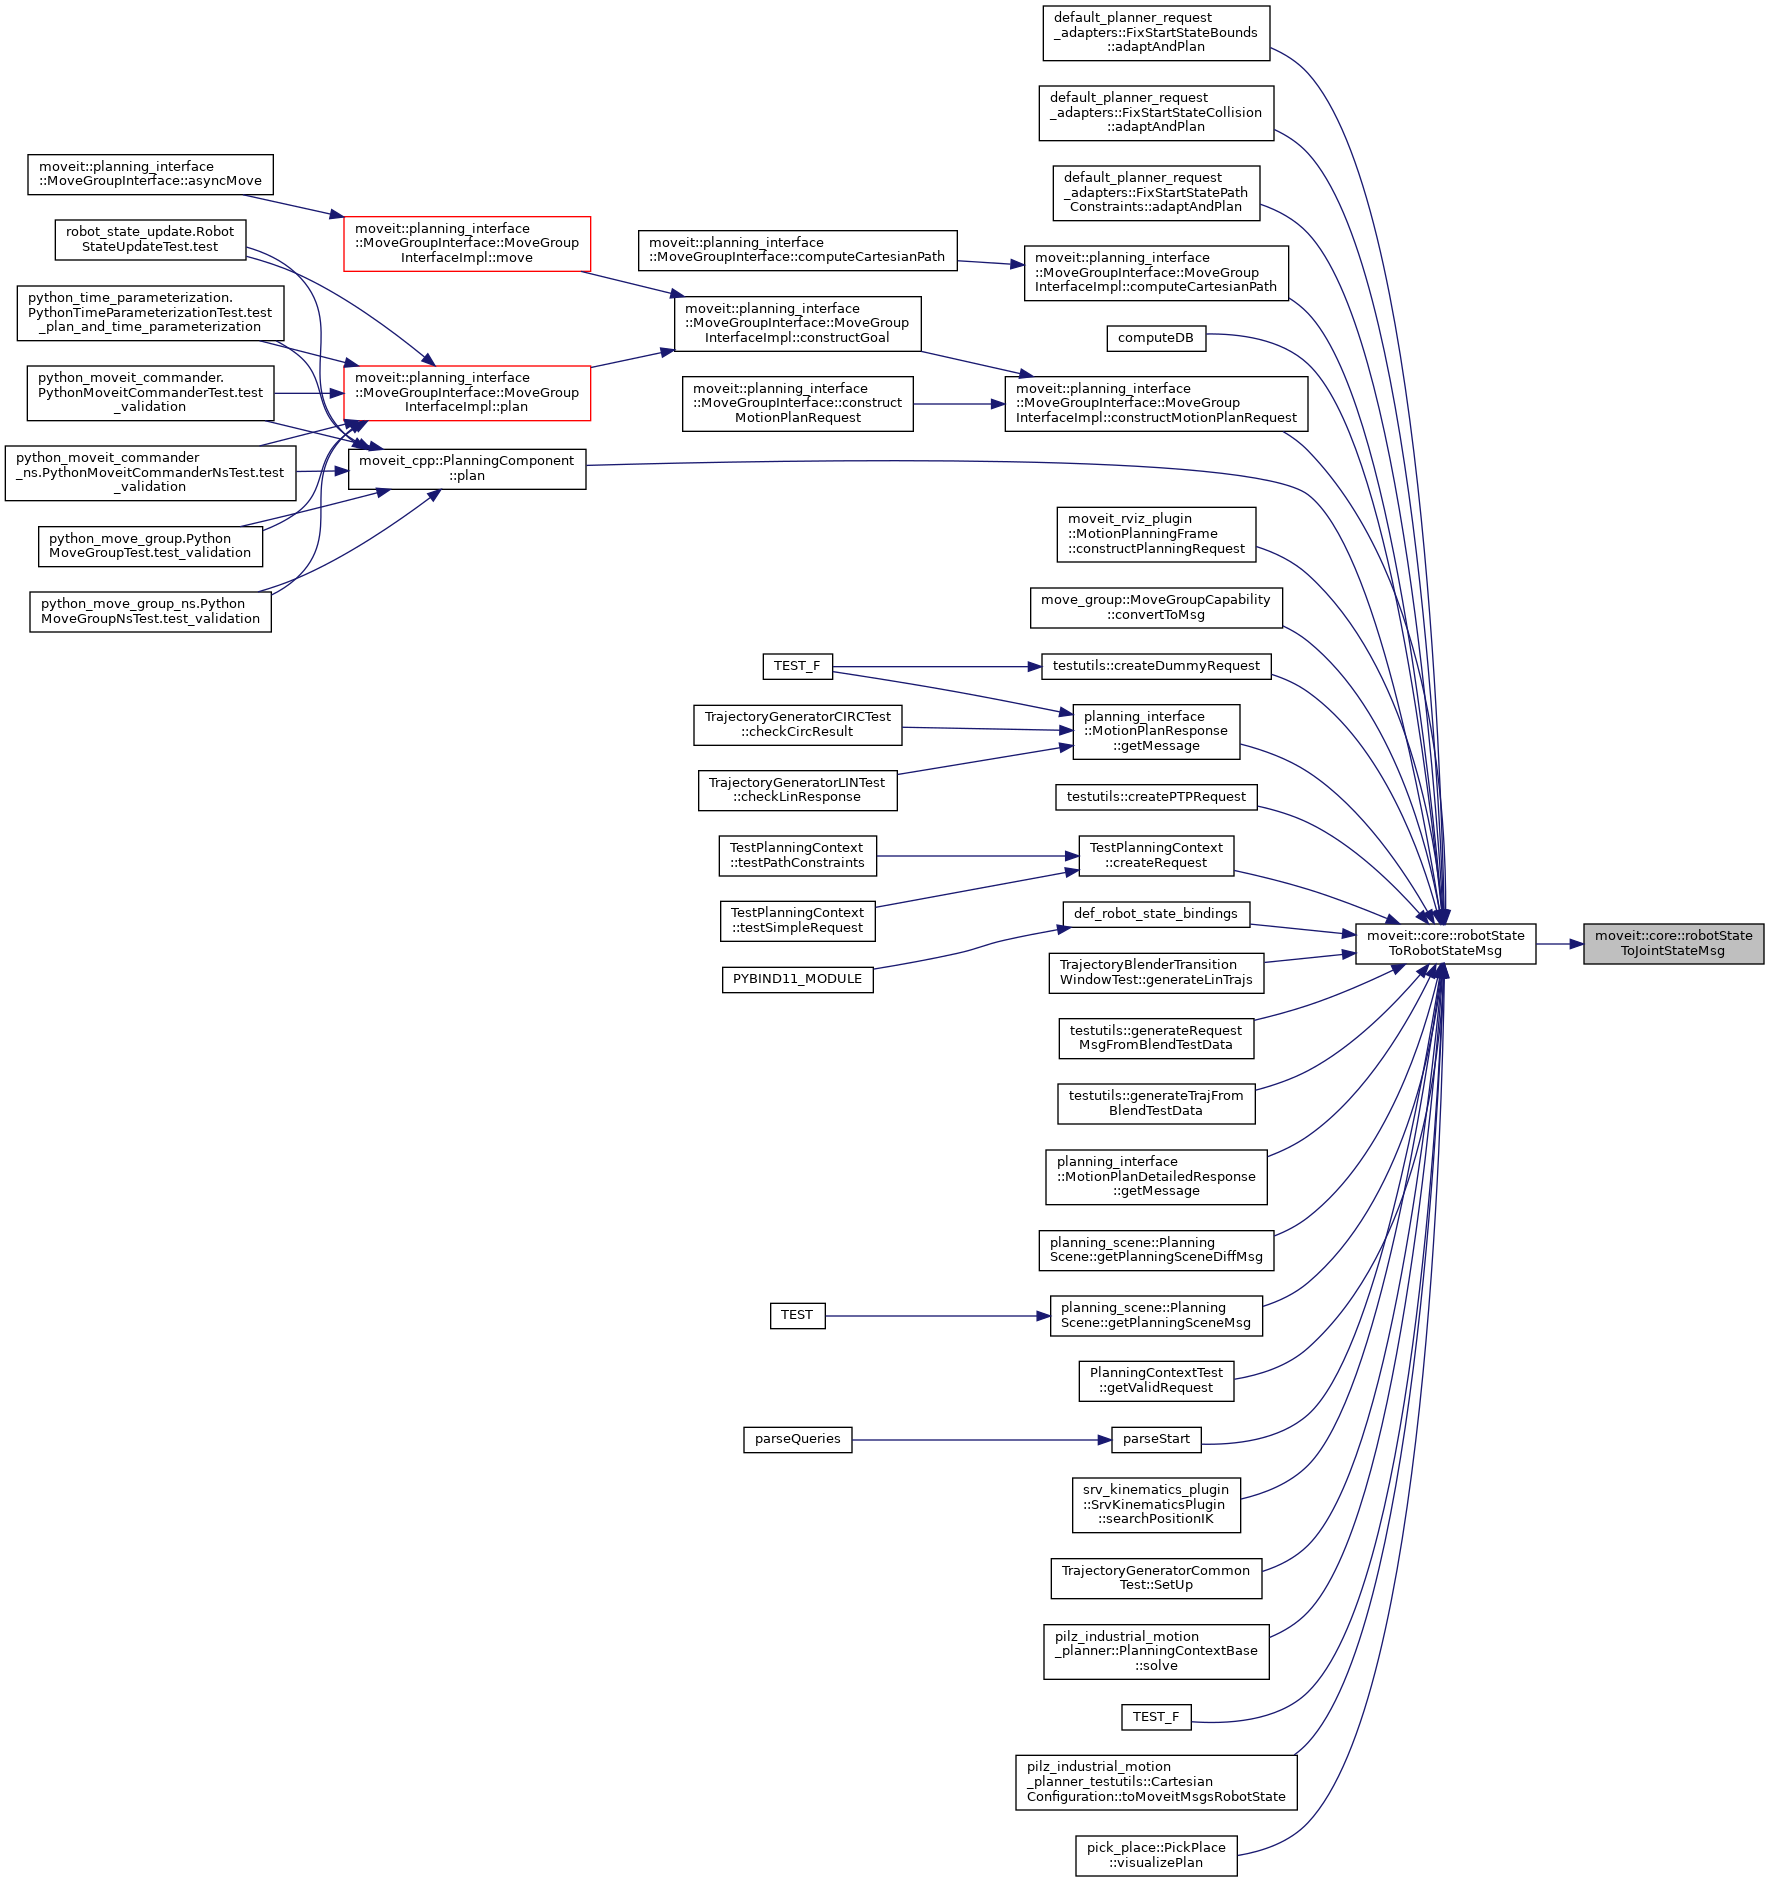 default_planner_request
_adapters::FixStartStateBounds
::adaptAndPlan
default_planner_request
_adapters::FixStartStateCollision
::adaptAndPlan
default_planner_request
_adapters::FixStartStatePath
Constraints::adaptAndPlan
moveit::planning_interface
::MoveGroupInterface::asyncMove
robot_state_update.Robot
StateUpdateTest.test
python_time_parameterization.
PythonTimeParameterizationTest.test
_plan_and_time_parameterization
python_moveit_commander.
PythonMoveitCommanderTest.test
_validation
python_moveit_commander
_ns.PythonMoveitCommanderNsTest.test
_validation
python_move_group.Python
MoveGroupTest.test_validation
python_move_group_ns.Python
MoveGroupNsTest.test_validation
moveit::planning_interface
::MoveGroupInterface::MoveGroup
InterfaceImpl::move
moveit::planning_interface
::MoveGroupInterface::MoveGroup
InterfaceImpl::plan
moveit_cpp::PlanningComponent
::plan
moveit::planning_interface
::MoveGroupInterface::computeCartesianPath
moveit::planning_interface
::MoveGroupInterface::MoveGroup
InterfaceImpl::constructGoal
moveit::planning_interface
::MoveGroupInterface::construct
MotionPlanRequest
moveit::planning_interface
::MoveGroupInterface::MoveGroup
InterfaceImpl::computeCartesianPath
computeDB
moveit::planning_interface
::MoveGroupInterface::MoveGroup
InterfaceImpl::constructMotionPlanRequest
moveit_rviz_plugin
::MotionPlanningFrame
::constructPlanningRequest
move_group::MoveGroupCapability
::convertToMsg
TEST_F
testutils::createDummyRequest
TrajectoryGeneratorCIRCTest
::checkCircResult
planning_interface
::MotionPlanResponse
::getMessage
TrajectoryGeneratorLINTest
::checkLinResponse
testutils::createPTPRequest
TestPlanningContext
::testPathConstraints
TestPlanningContext
::createRequest
TestPlanningContext
::testSimpleRequest
def_robot_state_bindings
PYBIND11_MODULE
TrajectoryBlenderTransition
WindowTest::generateLinTrajs
moveit::core::robotState
ToRobotStateMsg
moveit::core::robotState
ToJointStateMsg
testutils::generateRequest
MsgFromBlendTestData
testutils::generateTrajFrom
BlendTestData
planning_interface
::MotionPlanDetailedResponse
::getMessage
planning_scene::Planning
Scene::getPlanningSceneDiffMsg
TEST
planning_scene::Planning
Scene::getPlanningSceneMsg
PlanningContextTest
::getValidRequest
parseQueries
parseStart
srv_kinematics_plugin
::SrvKinematicsPlugin
::searchPositionIK
TrajectoryGeneratorCommon
Test::SetUp
pilz_industrial_motion
_planner::PlanningContextBase
::solve
TEST_F
pilz_industrial_motion
_planner_testutils::Cartesian
Configuration::toMoveitMsgsRobotState
pick_place::PickPlace
::visualizePlan